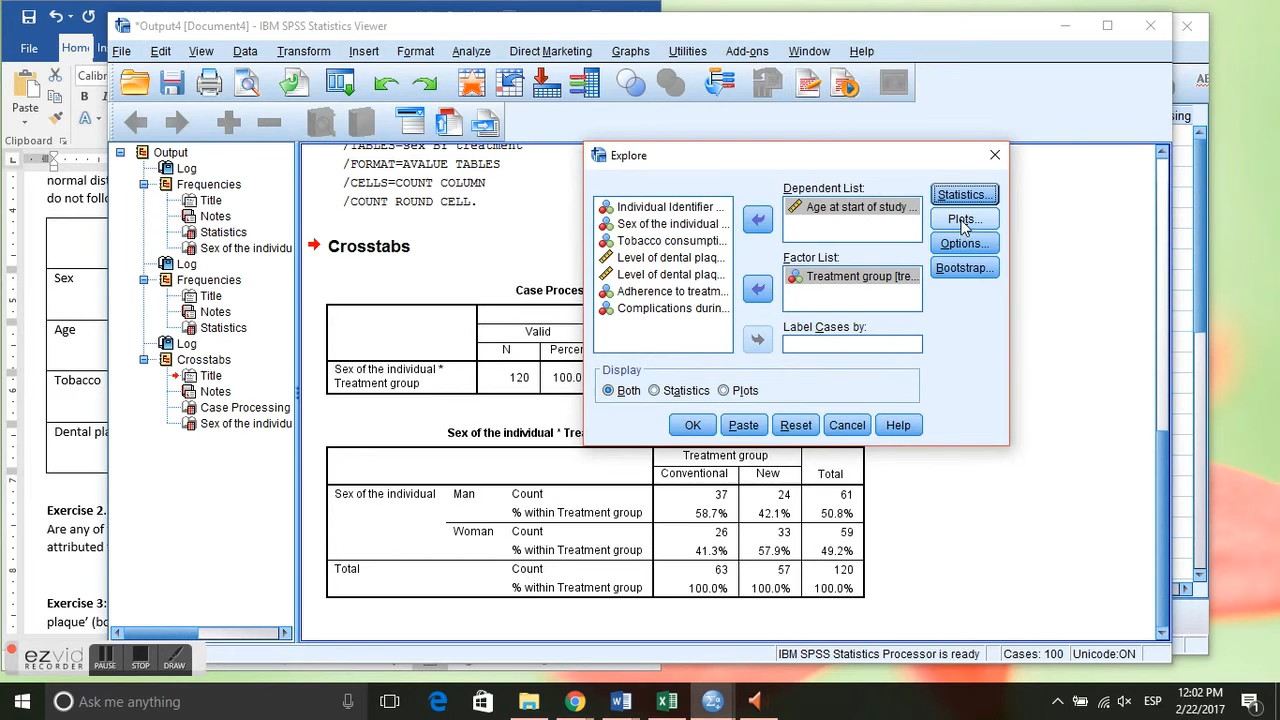 *Output4 [Document4] - IBM SPSS Statistics Viewer
File
Home
Calibr
Paste
B I
Clipboard
File Edit View Data Transform Insert Format Analyze Direct Marketing Graphs Utilities Add-ons Window Help
normal dist
do not follo
Sex
Age
Tobacco
Dental pla
Exercise 2.
Are any of
attributed
Exercise 3:
plaque' (bo
Output
Log
Frequencies
Title
Notes
Statistics
Sex of the individu
Log
Frequencies
Title
Notes
Statistics
Log
Crosstabs
Title
Notes
Case Processing
Sex of the individu
/TABLES=sex BY treatment
/FORMAT=AVALUE TABLES
/CELLS=COUNT COLUMN
/COUNT ROUND CELL.
Crosstabs
Case Proces
Valid
N Percen
Sex of the individual *
Treatment group
120 100.0
Sex of the individual * Trea
Treatment group
Conventional New Total
Sex of the individual Man Count 37 24 61
% within Treatment group 58.7% 42.1% 50.8%
Woman Count 26 33 59
% within Treatment group 41.3% 57.9% 49.2%
Total Count 63 57 120
% within Treatment group 100.0% 100.0% 100.0%
Explore
Individual Identifier ...
Sex of the individual ...
Tobacco consumpti...
Level of dental plaq...
Level of dental plaq...
Adherence to treatm...
Complications durin...
Dependent List:
Age at start of study ...
Factor List:
Treatment group [tre...
Label Cases by:
Statistics...
Plots...
Options...
Bootstrap...
Display
Both Statistics Plots
OK Paste Reset Cancel Help
sing
IBM SPSS Statistics Processor is ready Cases: 100 Unicode:ON
ezvid
RECORDER
PAUSE STOP DRAW
Ask me anything
ESP
12:02 PM
2/22/2017